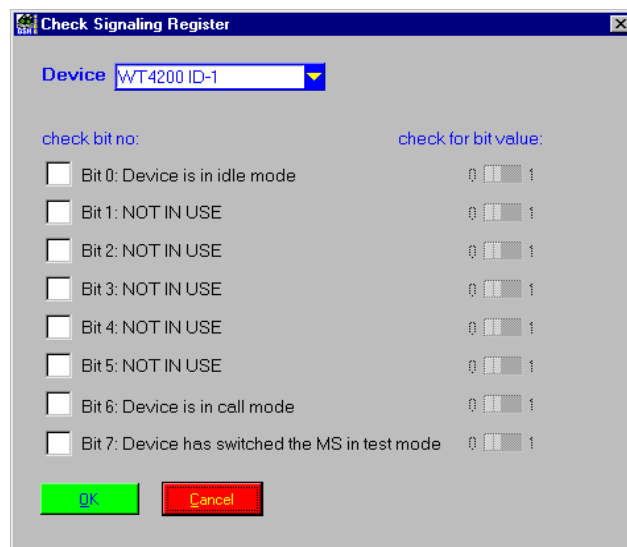 Check Signaling Register
Device WT4200 ID-1
check bit no: check for bit value:
Bit 0: Device is in idle mode 0 1
Bit 1: NOT IN USE 0 1
Bit 2: NOT IN USE 0 1
Bit 3: NOT IN USE 0 1
Bit 4: NOT IN USE 0 1
Bit 5: NOT IN USE 0 1
Bit 6: Device is in call mode 0 1
Bit 7: Device has switched the MS in test mode 0 1
OK Cancel